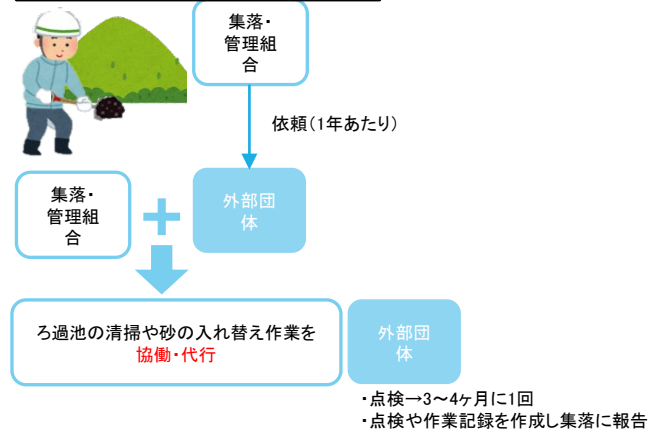 集落・
管理組
合
依頼（1年あたり）
集落・
管理組
合
外部団
体
ろ過池の清掃や砂の入れ替え作業を
協働・代行
外部団
体
・点検→3～4ヶ月に1回
・点検や作業記録を作成し集落に報告